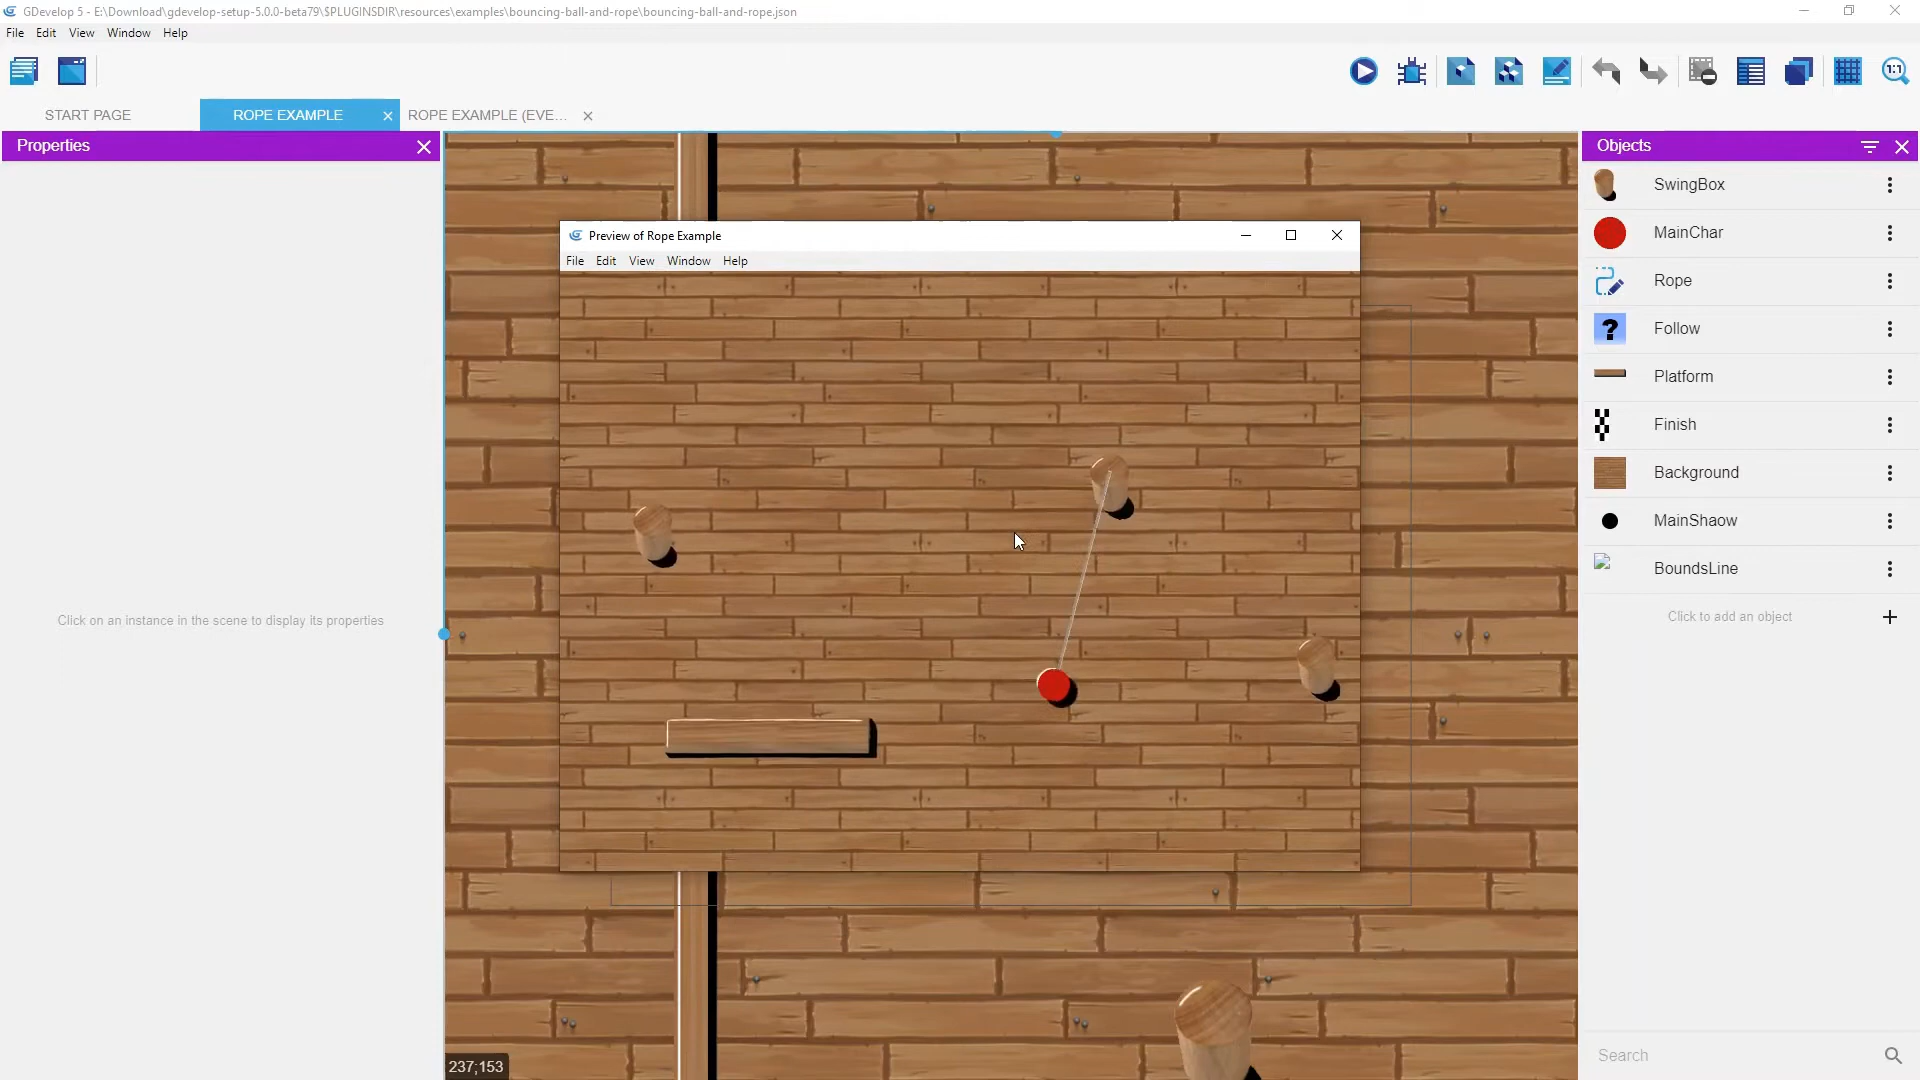 GDevelop 5 - E:\Download\gdevelop-setup-5.0.0-beta79\$PLUGINSDIR\resources\examples\bouncing-ball-and-rope\bouncing-ball-and-rope.json
File Edit View Window Help
1:1
START PAGE
ROPE EXAMPLE
ROPE EXAMPLE (EVE...
Properties
Click on an instance in the scene to display its properties
Preview of Rope Example
File Edit View Window Help
237;153
Objects
SwingBox
MainChar
Rope
? Follow
Platform
Finish
Background
MainShaow
BoundsLine
Click to add an object
Search